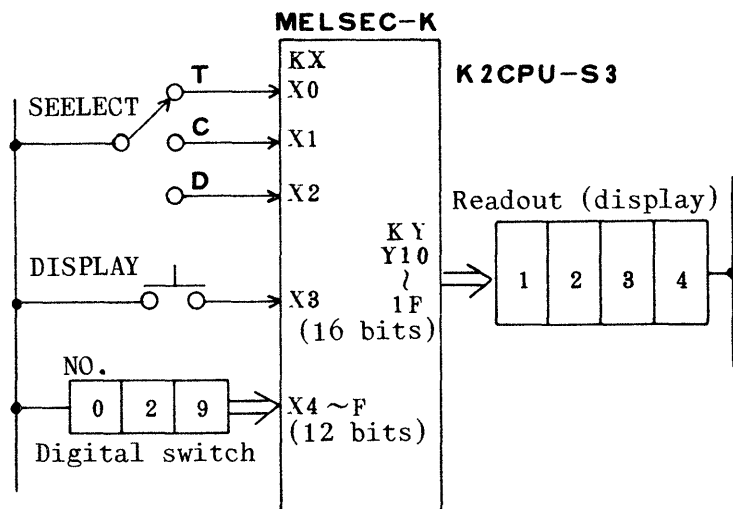 MELSEC-K
KX
K2CPU-S3
T
X0
SEELECT
C
X1
D
X2
Readout (display)
KY
Y10
~
1F
1 2 3 4
DISPLAY
X3
(16 bits)
NO.
0 2 9
X4 ~ F
(12 bits)
Digital switch